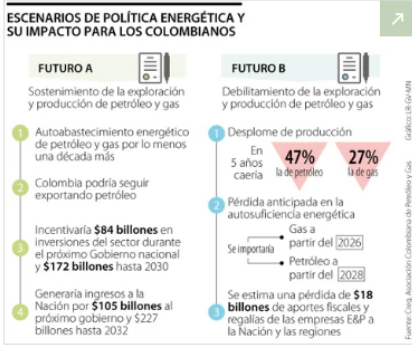 ESCENARIOS DE POLÍTICA ENERGÉTICA Y
SU IMPACTO PARA LOS COLOMBIANOS
FUTURO A
Sostenimiento de la exploración
y producción de petróleo y gas
1 Autoabastecimiento energético
de petróleo y gas por lo menos
una década más
2 Colombia podría seguir
exportando petróleo
3 Incentivaría $84 billones en
inversiones del sector durante
el próximo Gobierno nacional
y $172 billones hasta 2030
4 Generaría ingresos a la
Nación por $105 billones al
próximo gobierno y $227
billones hasta 2032
FUTURO B
Debilitamiento de la exploración
y producción de petróleo y gas
1 Desplome de producción
En
5 años
caería
47%
la de petróleo
27%
la de gas
2 Pérdida anticipada en la
autosuficiencia energética
Se importaría
Gas a
partir del 2026
Petróleo a
partir del 2028
3 Se estima una pérdida de $18
billones de aportes fiscales y
regalías de las empresas E&P a
la Nación y las regiones
Fuente: Creg, Asociación Colombiana de Petróleo y Gas
Gráfico: LR-GV-MN